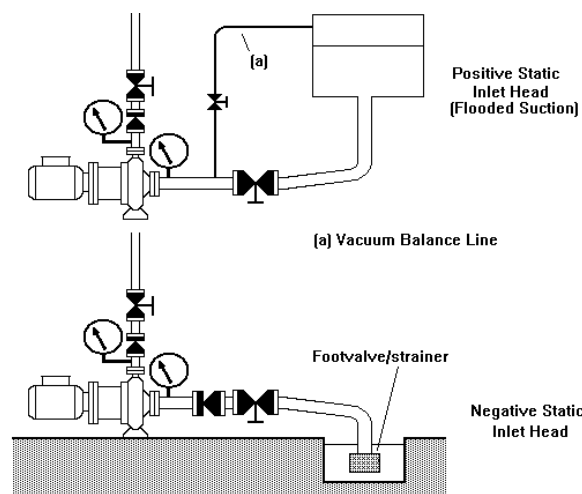 (a)
Positive Static
Inlet Head
(Flooded Suction)
(a) Vacuum Balance Line
Footvalve/strainer
Negative Static
Inlet Head